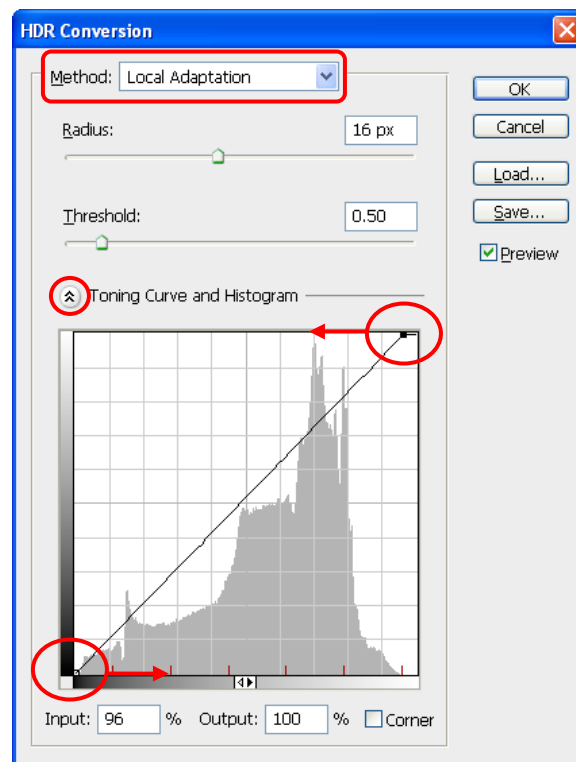 HDR Conversion
Method: Local Adaptation
OK
Radius: 16 px
Cancel
Load...
Threshold: 0.50
Save...
Preview
Toning Curve and Histogram
Input: 96 % Output: 100 % Corner